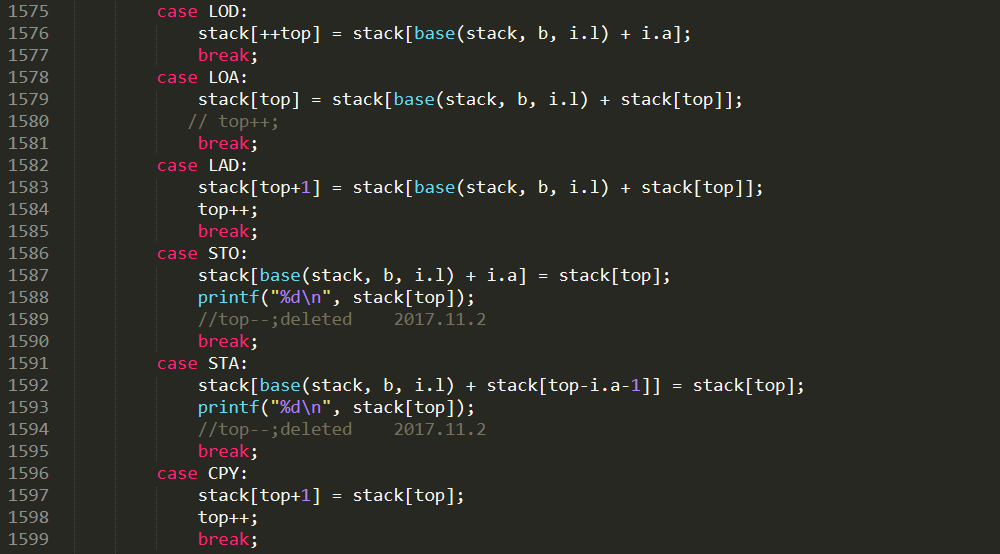 1575 case LOD:
1576 stack[++top] = stack[base(stack, b, i.l) + i.a];
1577 break;
1578 case LOA:
1579 stack[top] = stack[base(stack, b, i.l) + stack[top]];
1580 // top++;
1581 break;
1582 case LAD:
1583 stack[top+1] = stack[base(stack, b, i.l) + stack[top]];
1584 top++;
1585 break;
1586 case STO:
1587 stack[base(stack, b, i.l) + i.a] = stack[top];
1588 printf("%d\n", stack[top]);
1589 //top--;deleted    2017.11.2
1590 break;
1591 case STA:
1592 stack[base(stack, b, i.l) + stack[top-i.a-1]] = stack[top];
1593 printf("%d\n", stack[top]);
1594 //top--;deleted    2017.11.2
1595 break;
1596 case CPY:
1597 stack[top+1] = stack[top];
1598 top++;
1599 break;